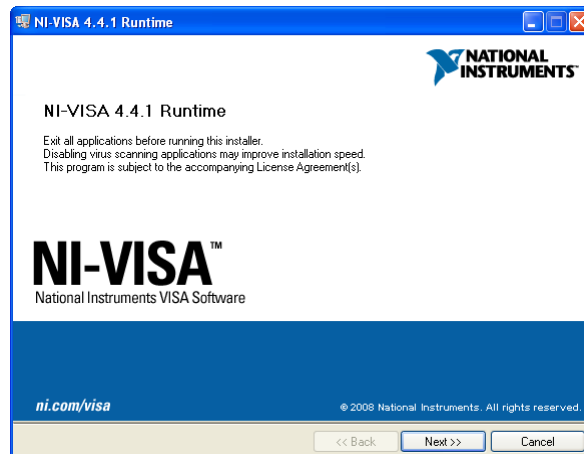 NI-VISA 4.4.1 Runtime
NATIONAL
INSTRUMENTS™
NI-VISA 4.4.1 Runtime
Exit all applications before running this installer.
Disabling virus scanning applications may improve installation speed.
This program is subject to the accompanying License Agreement(s).
NI-VISA™
National Instruments VISA Software
ni.com/visa
© 2008 National Instruments. All rights reserved.
<< Back
Next >>
Cancel